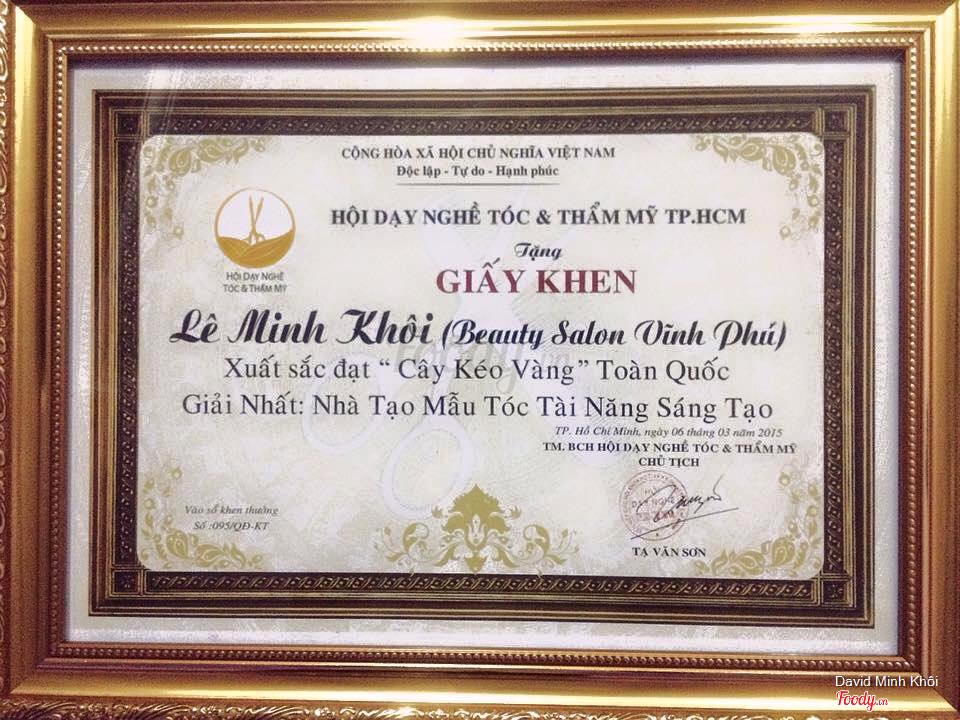 CỘNG HÒA XÃ HỘI CHỦ NGHĨA VIỆT NAM
Độc lập - Tự do - Hạnh phúc
HỘI DẠY NGHỀ TÓC & THẨM MỸ TP.HCM
HỘI DẠY NGHỀ
TÓC & THẨM MỸ
Tặng
GIẤY KHEN
Lê Minh Khôi (Beauty Salon Vĩnh Phú)
Xuất sắc đạt “ Cây Kéo Vàng” Toàn Quốc
Giải Nhất: Nhà Tạo Mẫu Tóc Tài Năng Sáng Tạo
TP. Hồ Chí Minh, ngày 06 tháng 03 năm 2015
TM. BCH HỘI DẠY NGHỀ TÓC & THẨM MỸ
CHỦ TỊCH
Vào sổ khen thưởng
Số :095/QĐ-KT
TẠ VĂN SƠN
David Minh Khôi
Foody.vn